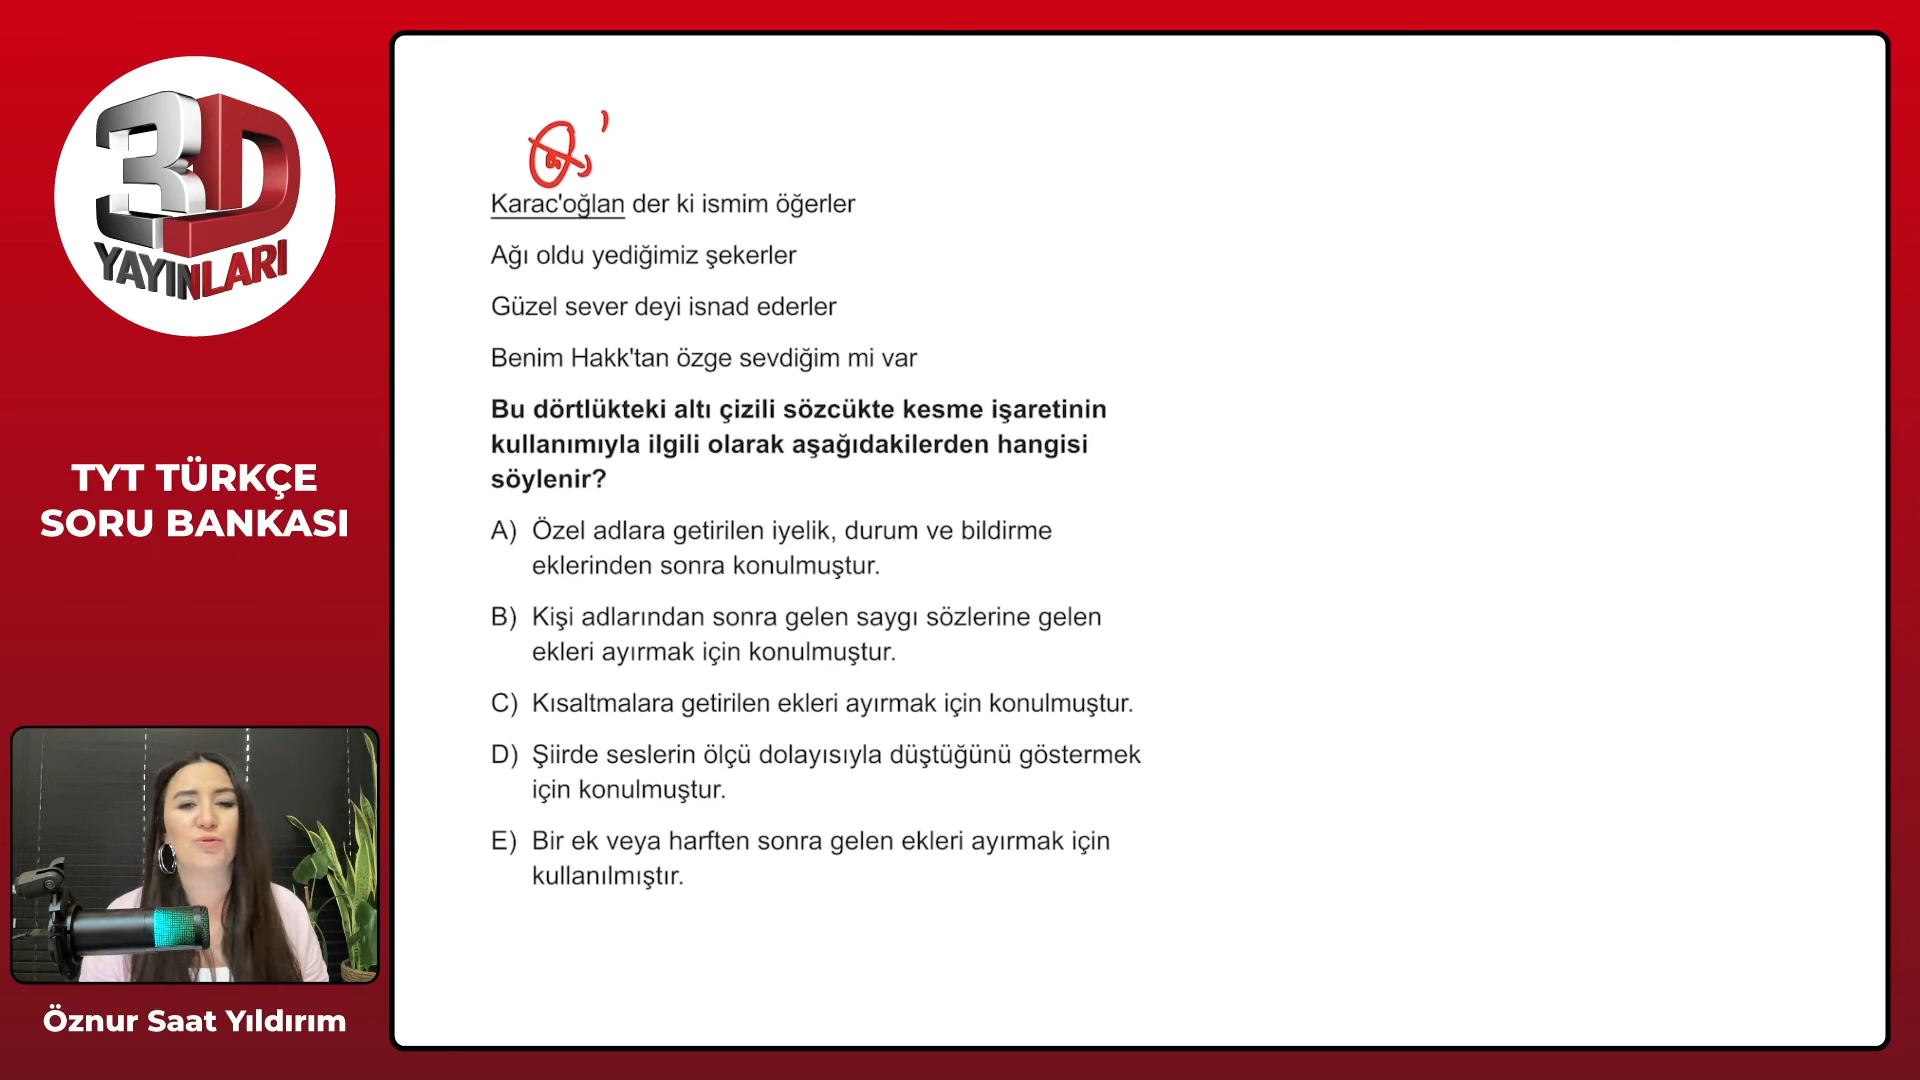 3D
YAYINLARI
TYT TÜRKÇE
SORU BANKASI
Öznur Saat Yıldırım
Karac'oğlan der ki ismim öğerler
Ağı oldu yediğimiz şekerler
Güzel sever deyi isnad ederler
Benim Hakk'tan özge sevdiğim mi var
Bu dörtlükteki altı çizili sözcükte kesme işaretinin
kullanımıyla ilgili olarak aşağıdakilerden hangisi
söylenir?
A) Özel adlara getirilen iyelik, durum ve bildirme
eklerinden sonra konulmuştur.
B) Kişi adlarından sonra gelen saygı sözlerine gelen
ekleri ayırmak için konulmuştur.
C) Kısaltmalara getirilen ekleri ayırmak için konulmuştur.
D) Şiirde seslerin ölçü dolayısıyla düştüğünü göstermek
için konulmuştur.
E) Bir ek veya harften sonra gelen ekleri ayırmak için
kullanılmıştır.